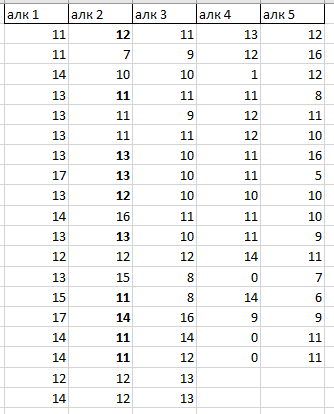 алк 1 алк 2 алк 3 алк 4 алк 5
11 12 11 13 12
11 7 9 12 16
14 10 10 1 12
13 11 11 11 8
13 11 9 12 11
13 11 11 12 10
13 13 10 11 16
17 13 10 11 5
13 12 10 10 10
14 16 11 11 10
13 13 10 11 9
12 12 12 14 11
13 15 8 0 7
15 11 8 14 6
17 14 16 9 9
14 11 14 0 11
14 11 12 0 11
12 12 13
14 12 13